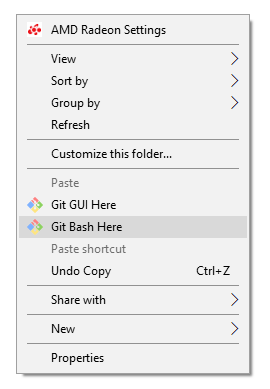 AMD Radeon Settings
View
Sort by
Group by
Refresh
Customize this folder...
Paste
Git GUI Here
Git Bash Here
Paste shortcut
Undo Copy Ctrl+Z
Share with
New
Properties